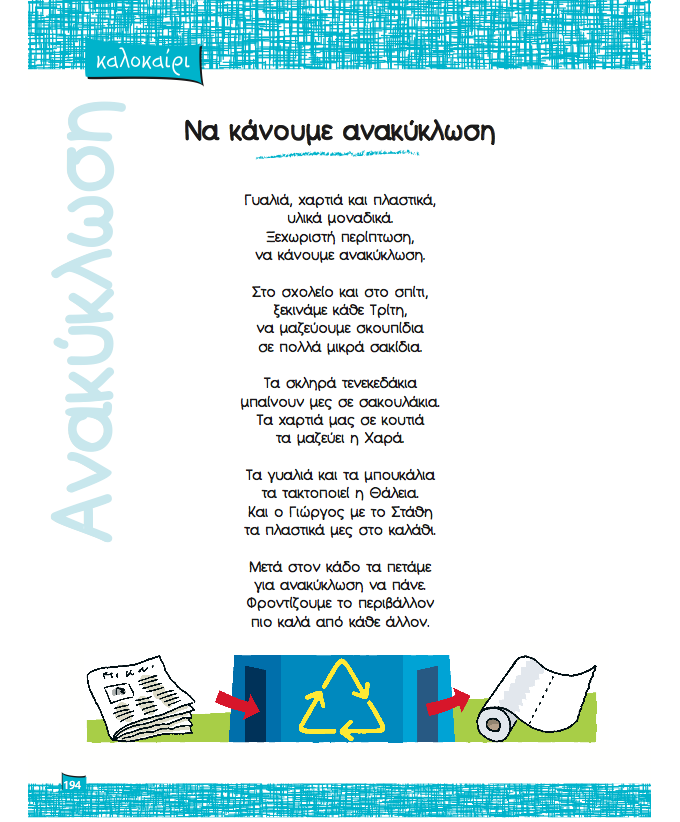 καλοκαίρι
Ανακύκλωση
Να κάνουμε ανακύκλωση
Γυαλιά, χαρτιά και πλαστικά,
υλικά μοναδικά.
Ξεχωριστή περίπτωση,
να κάνουμε ανακύκλωση.
Στο σχολείο και στο σπίτι,
ξεκινάμε κάθε Τρίτη,
να μαζεύουμε σκουπίδια
σε πολλά μικρά σακίδια.
Τα σκληρά τενεκεδάκια
μπαίνουν μες σε σακουλάκια.
Τα χαρτιά μας σε κουτιά
τα μαζεύει η Χαρά.
Τα γυαλιά και τα μπουκάλια
τα τακτοποιεί η Θάλεια.
Και ο Γιώργος με το Στάθη
τα πλαστικά μες στο καλάθι.
Μετά στον κάδο τα πετάμε
για ανακύκλωση να πάνε.
Φροντίζουμε το περιβάλλον
πιο καλά από κάθε άλλον.
194